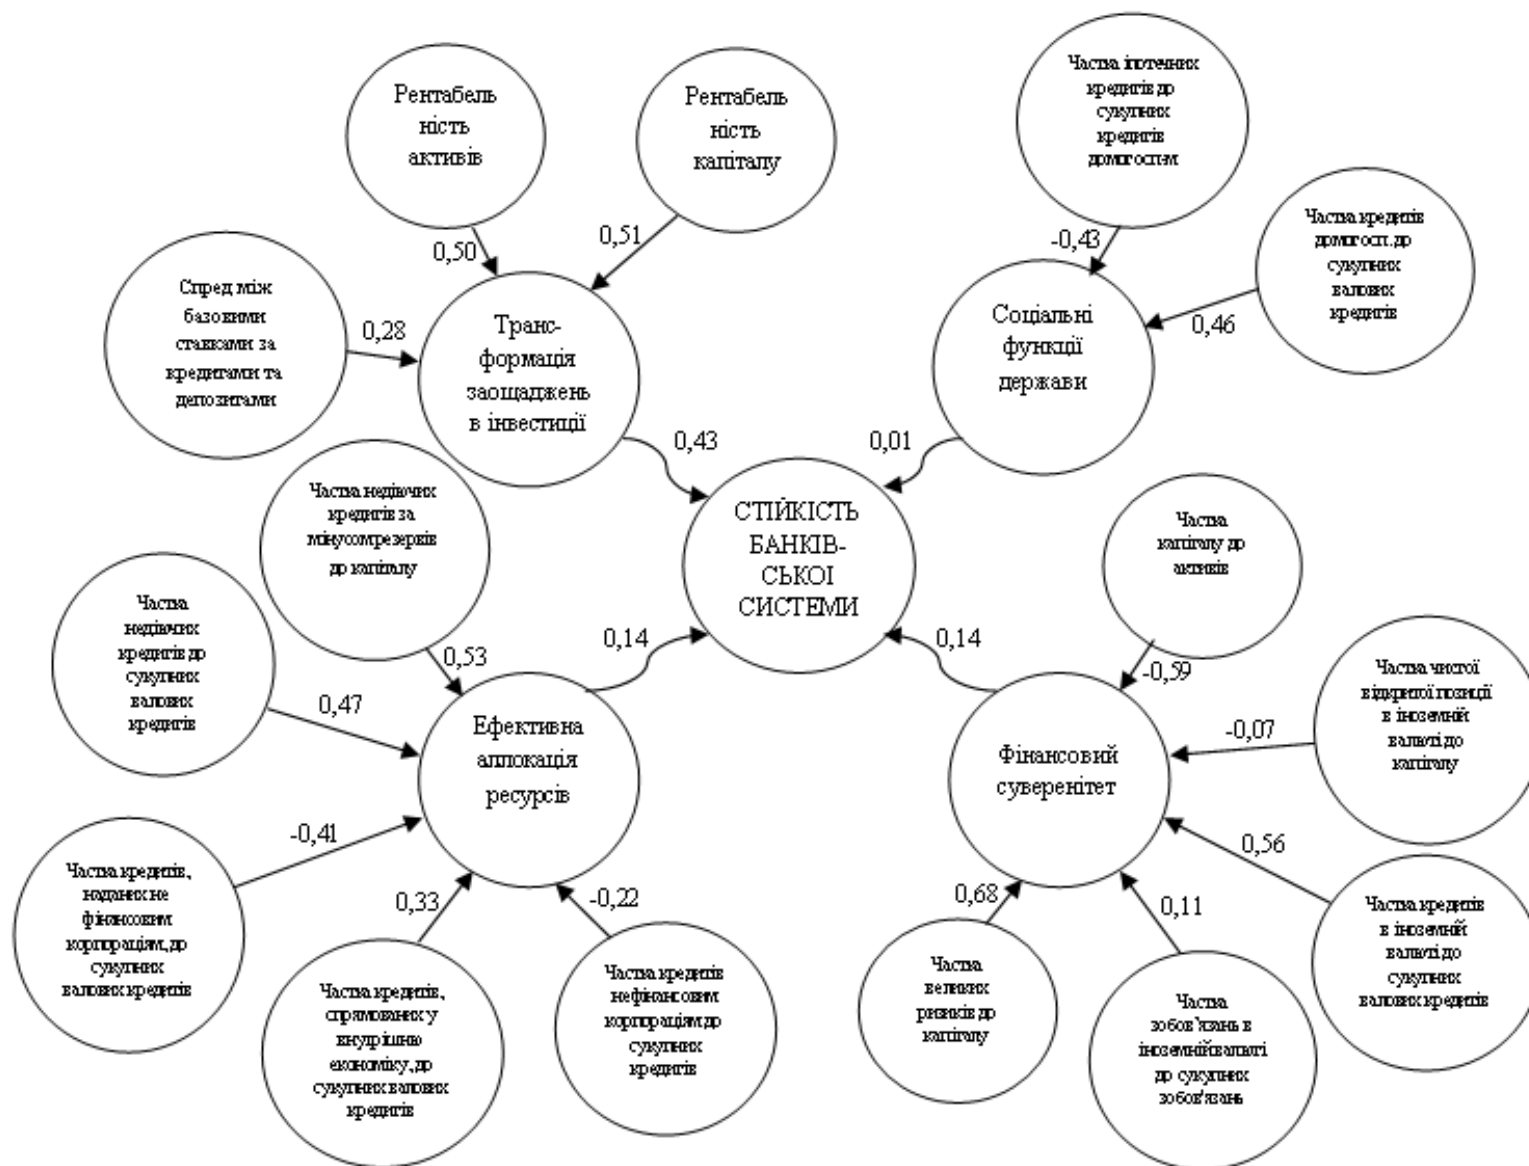 Рентабель
ність
активів
Рентабель
ність
капіталу
Частка іпотечних
кредитів до
сукупних
кредитів
домогосп-м
Частка кредитів
домогосп. до
сукупних
валових
кредитів
0,50
0,51
-0,43
0,46
Спред між
базовими
ставками за
кредитами та
депозитами
0,28
Транс-
формація
заощаджень
в інвестиції
Соціальні
функції
держави
0,43
0,01
Частка недіючих
кредитів за
мінусом резервів
до капіталу
СТІЙКІСТЬ
БАНКІВ-
СЬКОІ
СИСТЕМИ
Частка
капіталу до
активів
Частка
недіючих
кредитів до
сукупних
валових
кредитів
0,53
0,14
0,14
-0,59
Частка чистої
відкритої позиції
в іноземній
валюті до
капіталу
0,47
Ефективна
аллокація
ресурсів
Фінансовий
суверенітет
-0,07
-0,41
0,56
Частка кредитів,
наданих не
фінансовим
корпораціям, до
сукупних
валових кредитів
0,33
-0,22
0,68
0,11
Частка кредитів
в іноземній
валюті до
сукупних
валових кредитів
Частка кредитів,
спрямованих у
внутрішню
економіку, до
сукупних валових
кредитів
Частка кредитів
нефінансовим
корпораціям до
сукупних
кредитів
Частка
великих
ризиків до
капіталу
Частка
зобов'язань в
іноземній валюті
до сукупних
зобов'язань